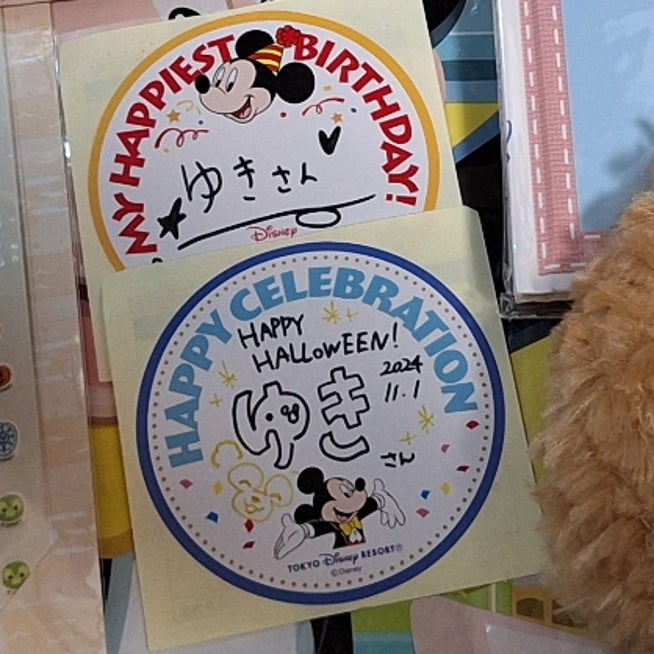 MY HAPPIEST BIRTHDAY!
ゆきさん
Disney
HAPPY CELEBRATION
HAPPY
HALLOWEEN!
2024
11.1
ゆき
さん
TOKYO Disney RESORT®
©Disney